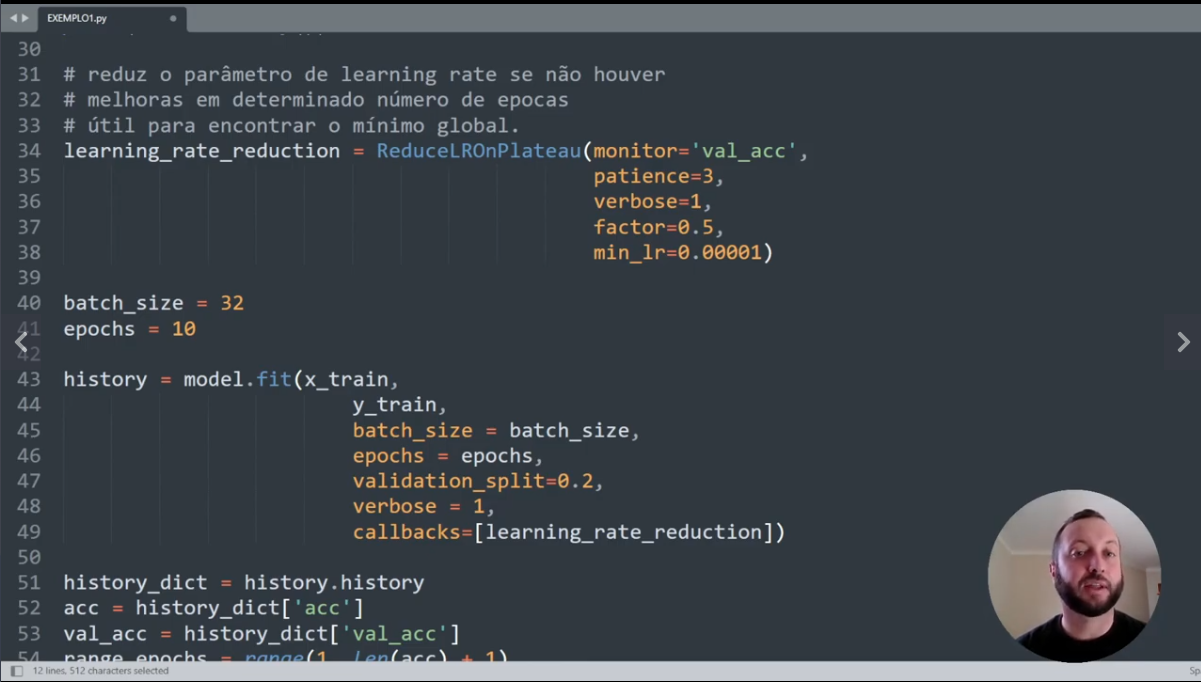 EXEMPLO1.py
30
31 # reduz o parâmetro de learning rate se não houver
32 # melhoras em determinado número de epocas
33 # útil para encontrar o mínimo global.
34 learning_rate_reduction = ReduceLROnPlateau(monitor='val_acc',
35 patience=3,
36 verbose=1,
37 factor=0.5,
38 min_lr=0.00001)
39
40 batch_size = 32
41 epochs = 10
42
43 history = model.fit(x_train,
44 y_train,
45 batch_size = batch_size,
46 epochs = epochs,
47 validation_split=0.2,
48 verbose = 1,
49 callbacks=[learning_rate_reduction])
50
51 history_dict = history.history
52 acc = history_dict['acc']
53 val_acc = history_dict['val_acc']
54 range_epochs = range(1, len(acc) + 1)
12 lines, 512 characters selected